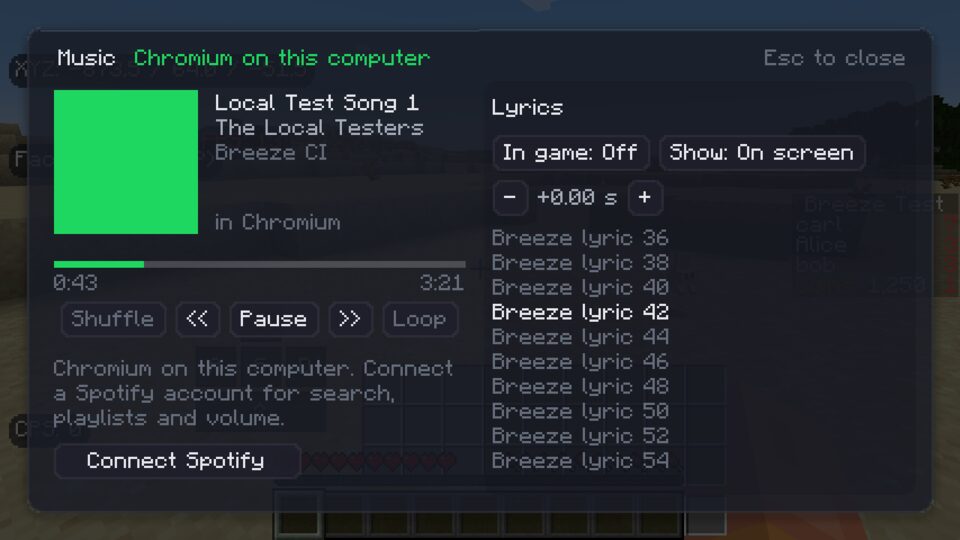 Music Chromium on this computer
Esc to close
Local Test Song 1
The Local Testers
Breeze CI
in Chromium
0:43
3:21
Shuffle << Pause >> Loop
Chromium on this computer. Connect
a Spotify account for search,
playlists and volume.
Connect Spotify
Lyrics
In game: Off Show: On screen
- +0.00 s +
Breeze lyric 36
Breeze lyric 38
Breeze lyric 40
Breeze lyric 42
Breeze lyric 44
Breeze lyric 46
Breeze lyric 48
Breeze lyric 50
Breeze lyric 52
Breeze lyric 54
Breeze Test
carl
Alice
bob
1,250